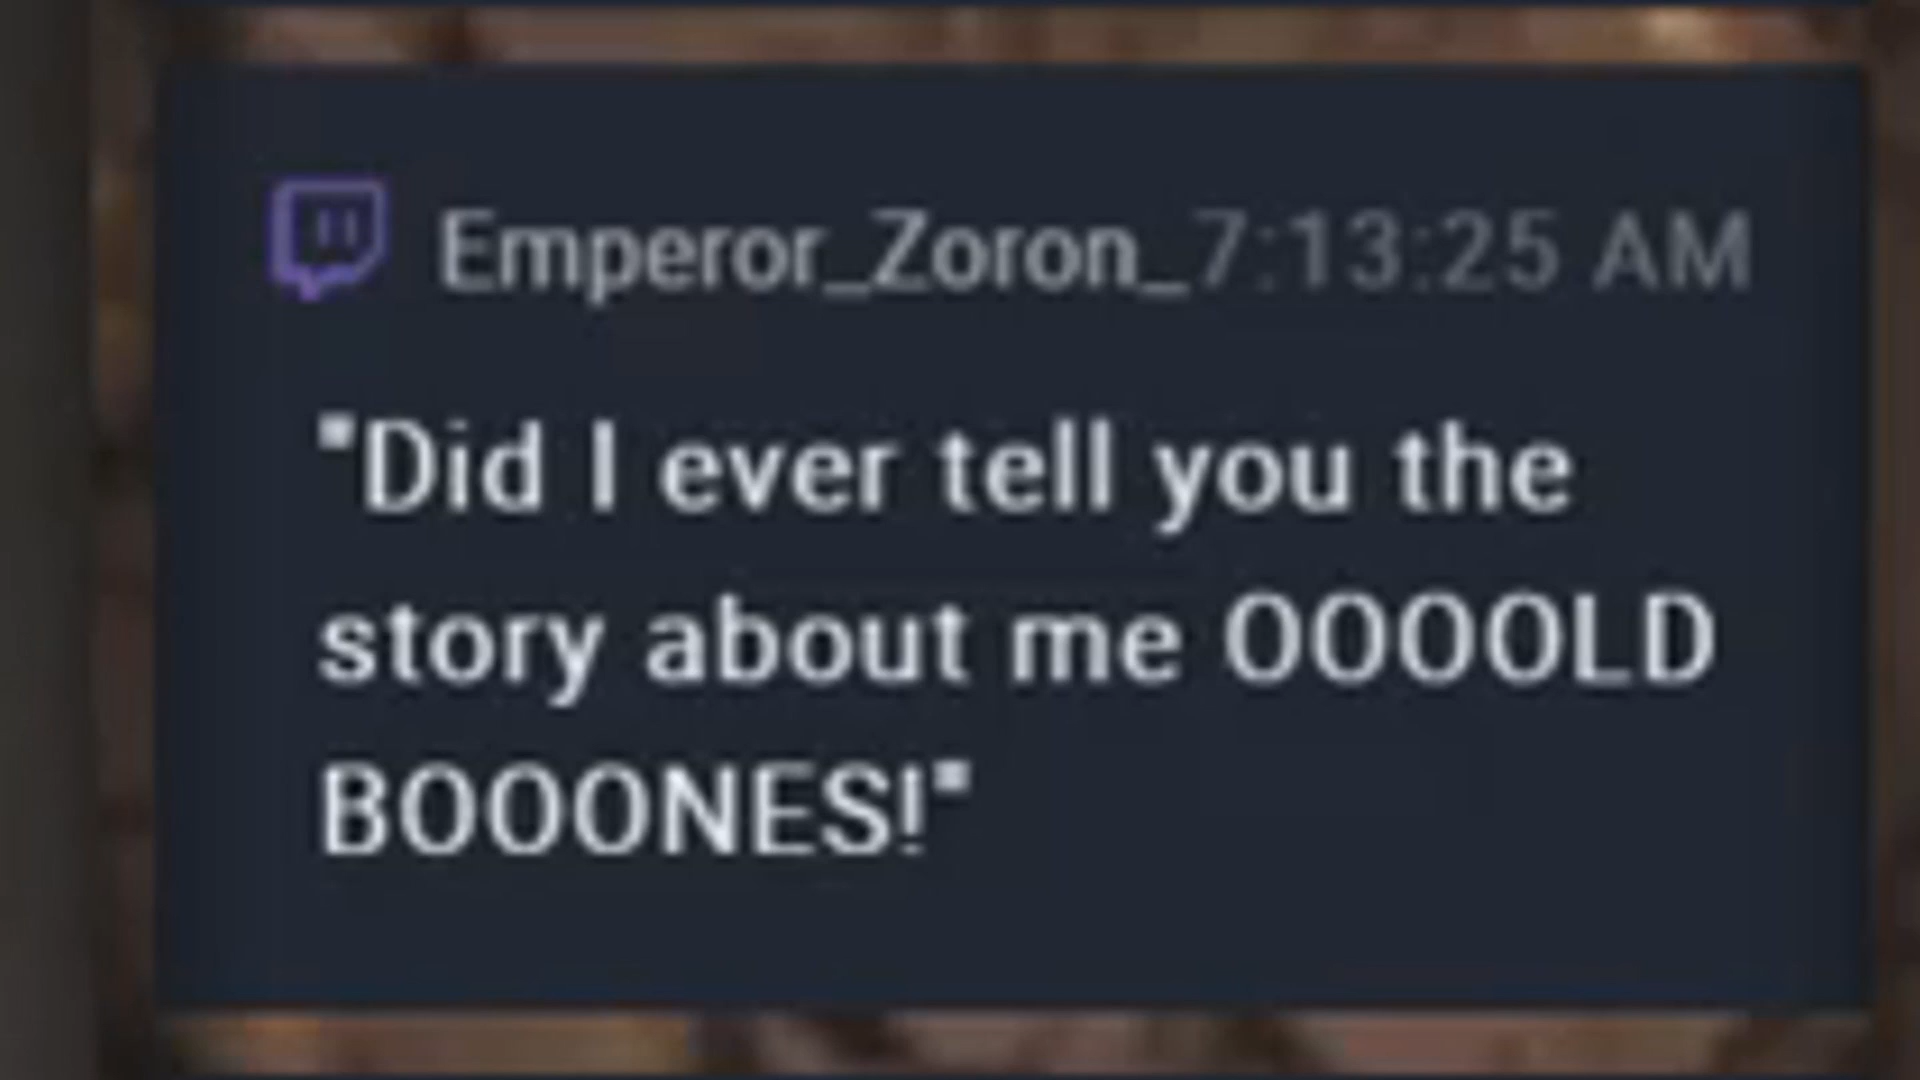 Emperor_Zoron_7:13:25 AM
"Did I ever tell you the
story about me OOOOLD
BOOONES!"